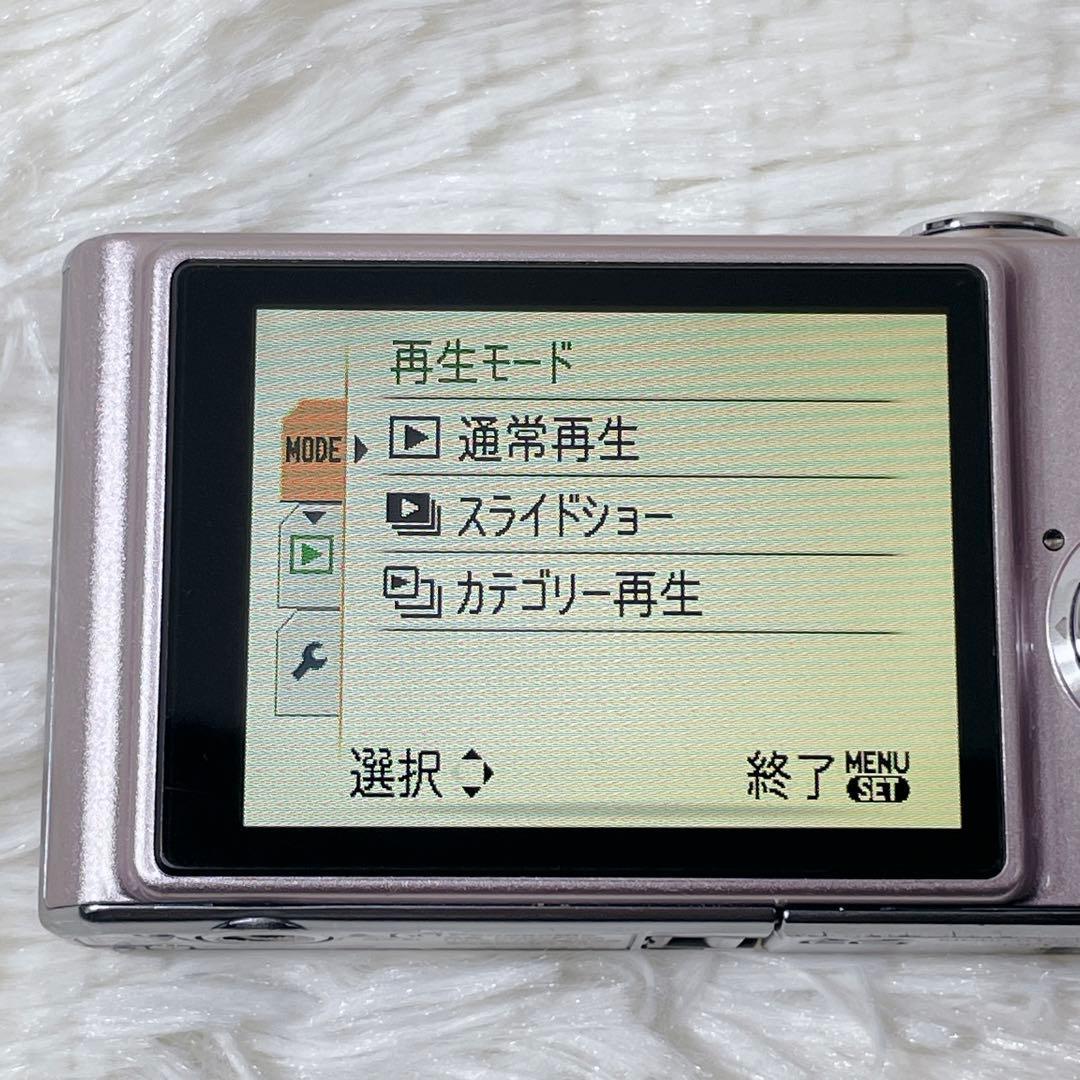 再生モード
MODE
通常再生
スライドショー
カテゴリー再生
選択
終了 MENU
SET